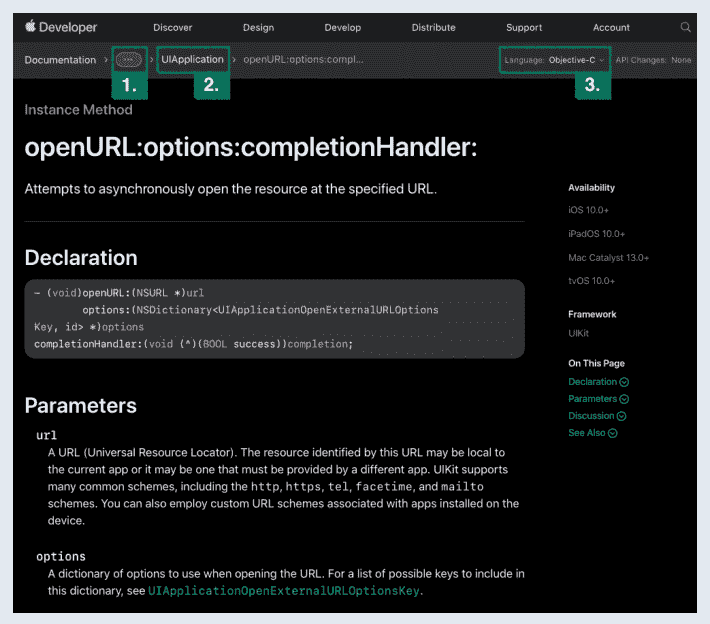 Developer Discover Design Develop Distribute Support Account
Documentation > ··· > UIApplication > openURL:options:compl... Language: Objective-C API Changes: None
1. 2. 3.
Instance Method
openURL:options:completionHandler:
Attempts to asynchronously open the resource at the specified URL.
Availability
iOS 10.0+
iPadOS 10.0+
Mac Catalyst 13.0+
tvOS 10.0+
Framework
UIKit
On This Page
Declaration
Parameters
Discussion
See Also
Declaration
- (void)openURL:(NSURL *)url
options:(NSDictionary<UIApplicationOpenExternalURLOptions
Key, id> *)options
completionHandler:(void (^)(BOOL success))completion;
Parameters
url
A URL (Universal Resource Locator). The resource identified by this URL may be local to
the current app or it may be one that must be provided by a different app. UIKit supports
many common schemes, including the http, https, tel, facetime, and mailto
schemes. You can also employ custom URL schemes associated with apps installed on the
device.
options
A dictionary of options to use when opening the URL. For a list of possible keys to include in
this dictionary, see UIApplicationOpenExternalURLOptionsKey.